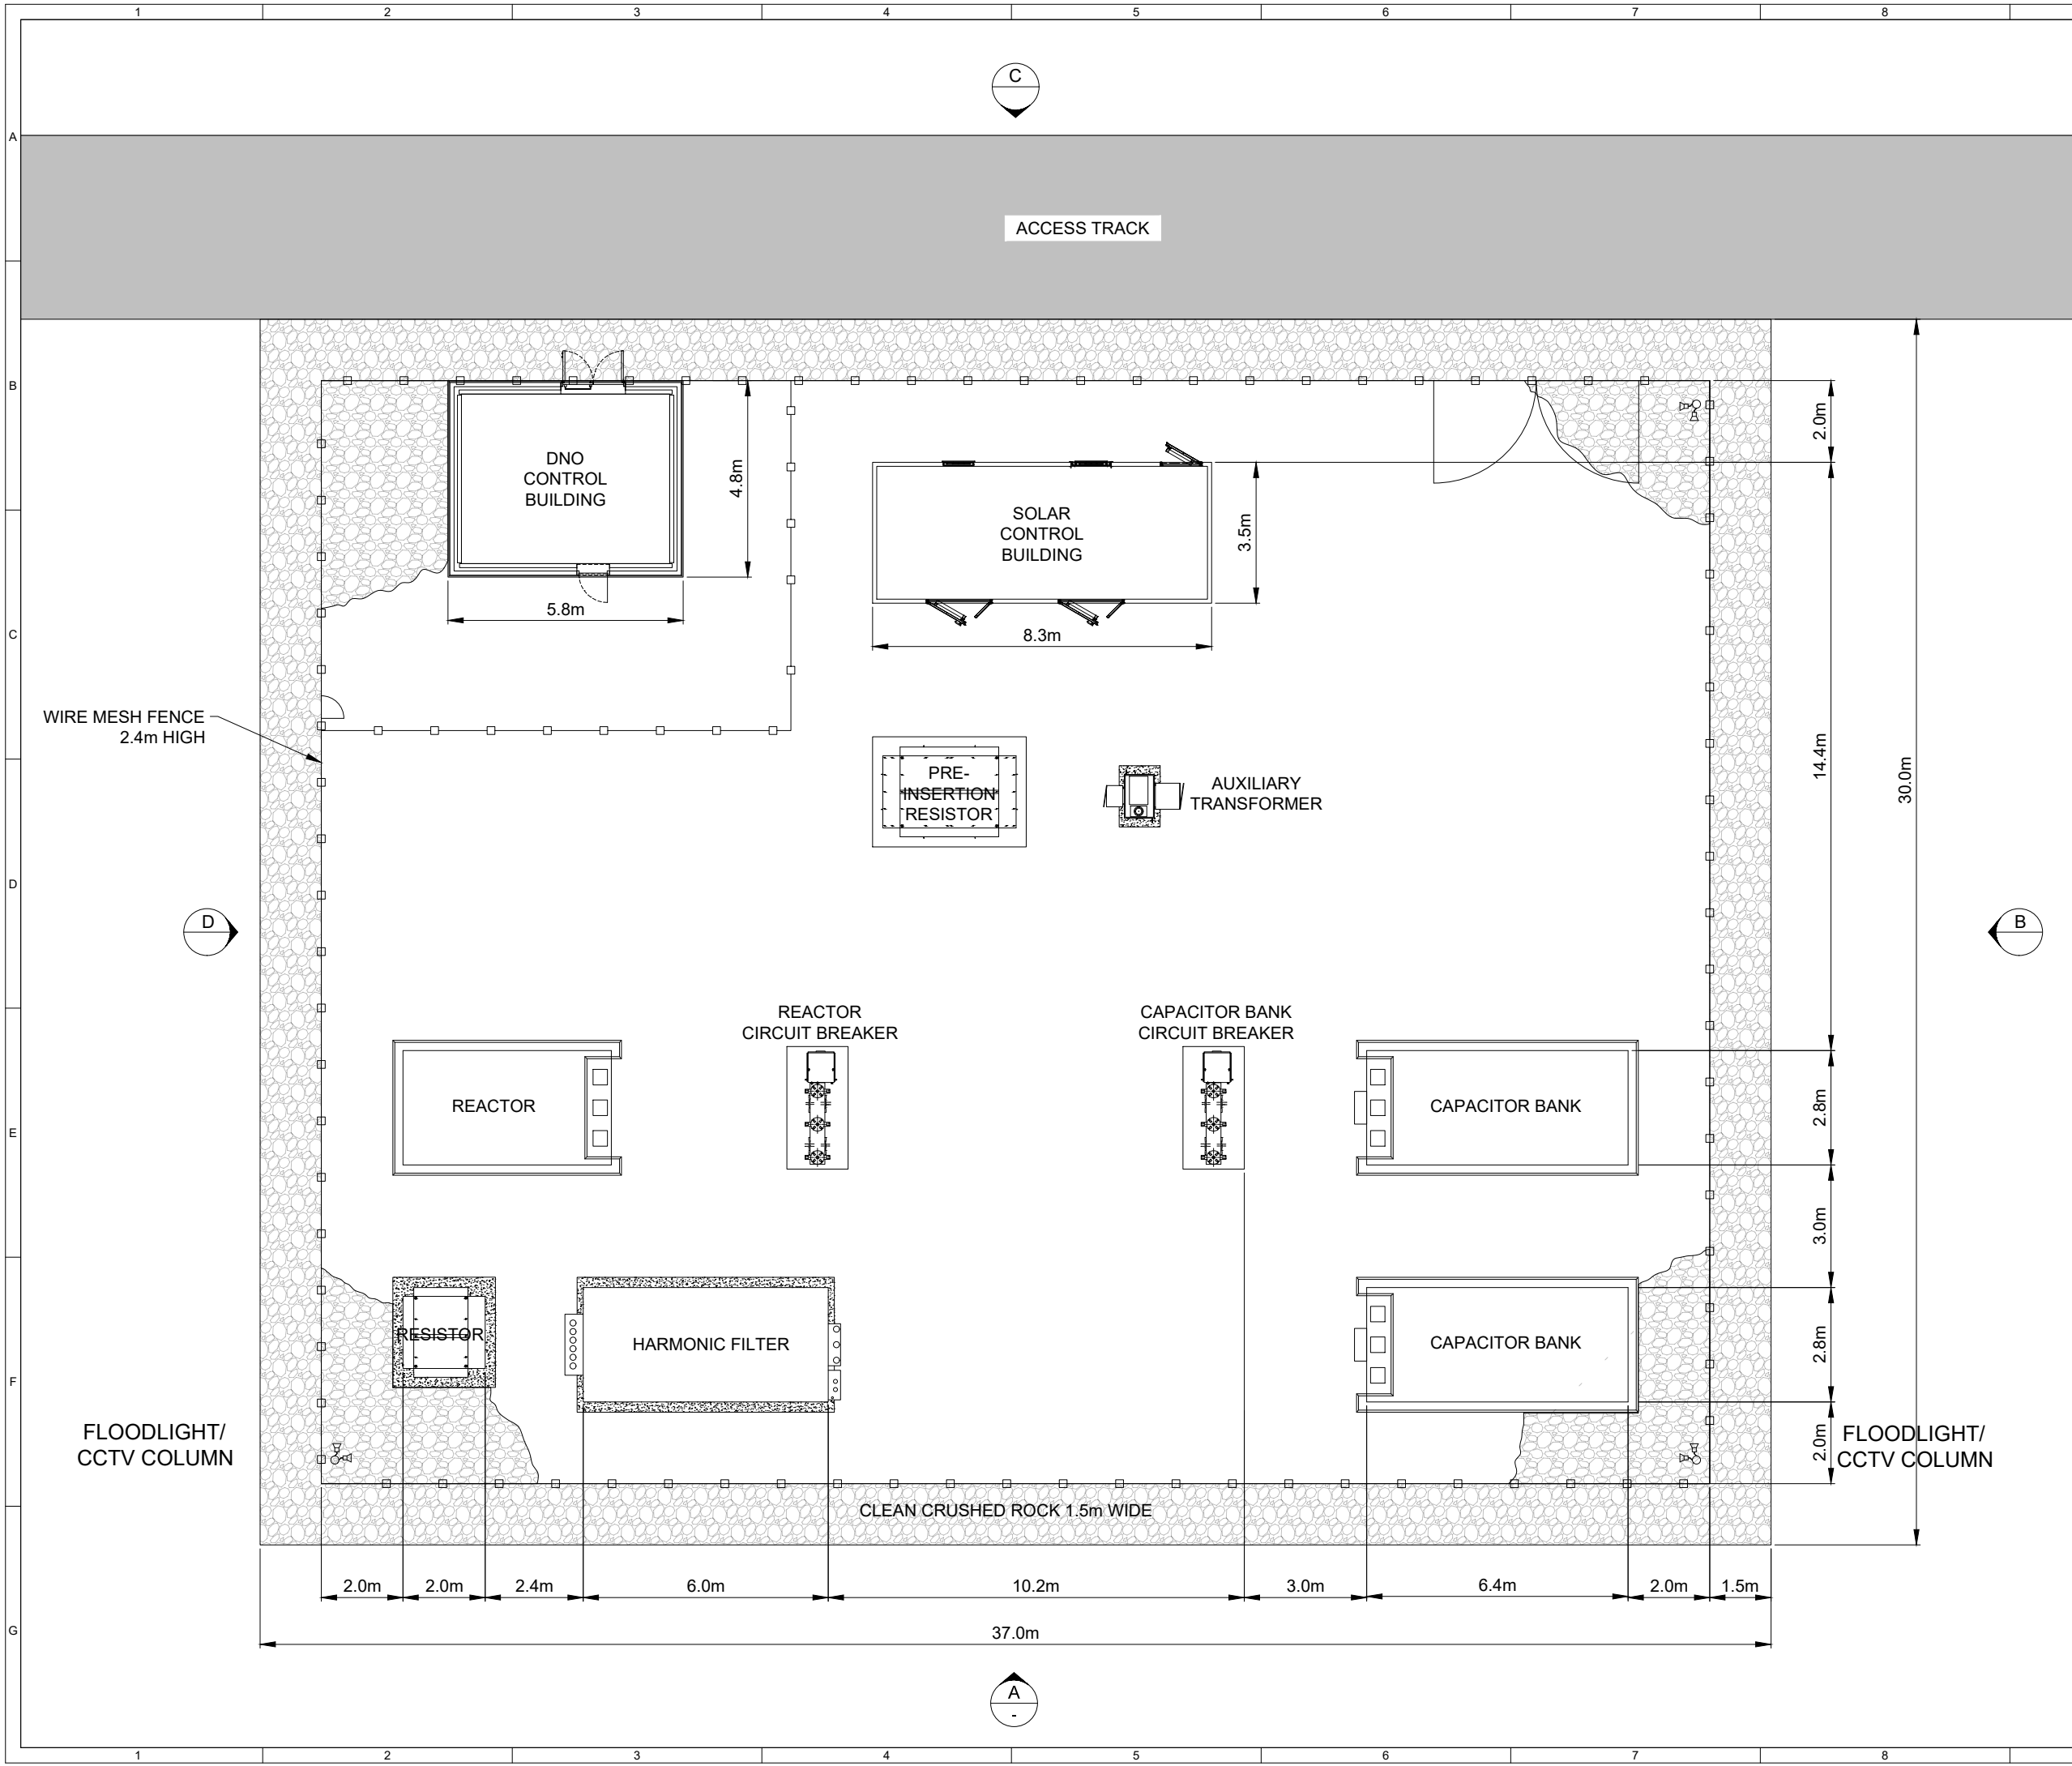 1 2 3 4 5 6 7 8
C
A
ACCESS TRACK
B
DNO
CONTROL
BUILDING
4.8m
5.8m
SOLAR
CONTROL
BUILDING
3.5m
8.3m
2.0m
C
WIRE MESH FENCE
2.4m HIGH
PRE-
INSERTION
RESISTOR
AUXILIARY
TRANSFORMER
14.4m
30.0m
D
D
B
REACTOR
CIRCUIT BREAKER
CAPACITOR BANK
CIRCUIT BREAKER
E
REACTOR
CAPACITOR BANK
2.8m
3.0m
F
RESISTOR
HARMONIC FILTER
CAPACITOR BANK
2.8m
FLOODLIGHT/
CCTV COLUMN
2.0m
FLOODLIGHT/
CCTV COLUMN
CLEAN CRUSHED ROCK 1.5m WIDE
2.0m 2.0m 2.4m 6.0m 10.2m 3.0m 6.4m 2.0m 1.5m
G
37.0m
A
-
1 2 3 4 5 6 7 8